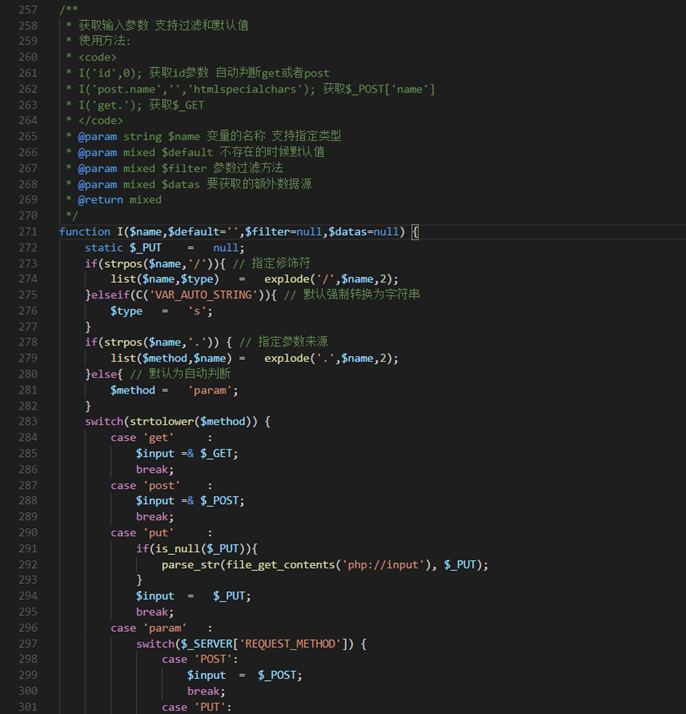 257 /**
258  * 获取输入参数 支持过滤和默认值
259  * 使用方法:
260  * <code>
261  * I('id',0); 获取id参数 自动判断get或者post
262  * I('post.name','','htmlspecialchars'); 获取$_POST['name']
263  * I('get.'); 获取$_GET
264  * </code>
265  * @param string $name 变量的名称 支持指定类型
266  * @param mixed $default 不存在的时候默认值
267  * @param mixed $filter 参数过滤方法
268  * @param mixed $datas 要获取的额外数据源
269  * @return mixed
270  */
271 function I($name,$default='',$filter=null,$datas=null) {
272     static $_PUT    =   null;
273     if(strpos($name,'/')){ // 指定修饰符
274         list($name,$type)   =   explode('/',$name,2);
275     }elseif(C('VAR_AUTO_STRING')){ // 默认强制转换为字符串
276         $type   =   's';
277     }
278     if(strpos($name,'.')) { // 指定参数来源
279         list($method,$name) =   explode('.',$name,2);
280     }else{ // 默认为自动判断
281         $method =   'param';
282     }
283     switch(strtolower($method)) {
284         case 'get'     :
285             $input =& $_GET;
286             break;
287         case 'post'    :
288             $input =& $_POST;
289             break;
290         case 'put'     :
291             if(is_null($_PUT)){
292                 parse_str(file_get_contents('php://input'), $_PUT);
293             }
294             $input  =   $_PUT;
295             break;
296         case 'param'   :
297             switch($_SERVER['REQUEST_METHOD']) {
298                 case 'POST':
299                     $input  =  $_POST;
300                     break;
301                 case 'PUT':